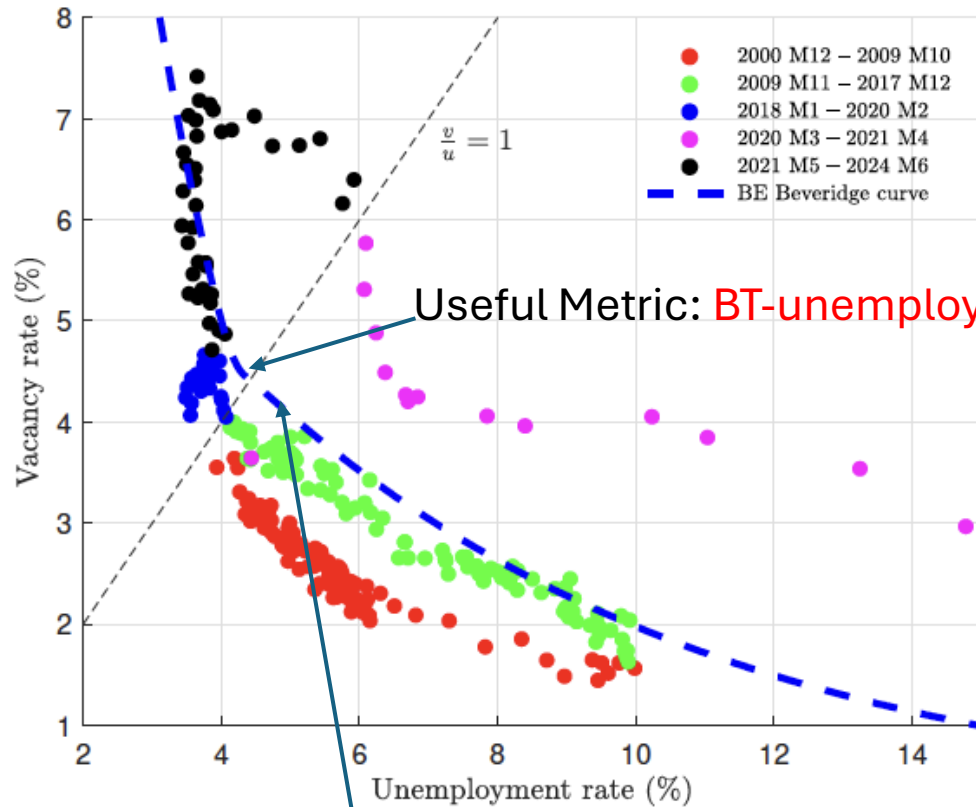 8
7
6
5
4
3
2
1
Vacancy rate (%)
2000 M12 – 2009 M10
2009 M11 – 2017 M12
2018 M1 – 2020 M2
2020 M3 – 2021 M4
2021 M5 – 2024 M6
BE Beveridge curve
v/u = 1
Useful Metric: BT-unemploy
2 4 6 8 10 12 14
Unemployment rate (%)